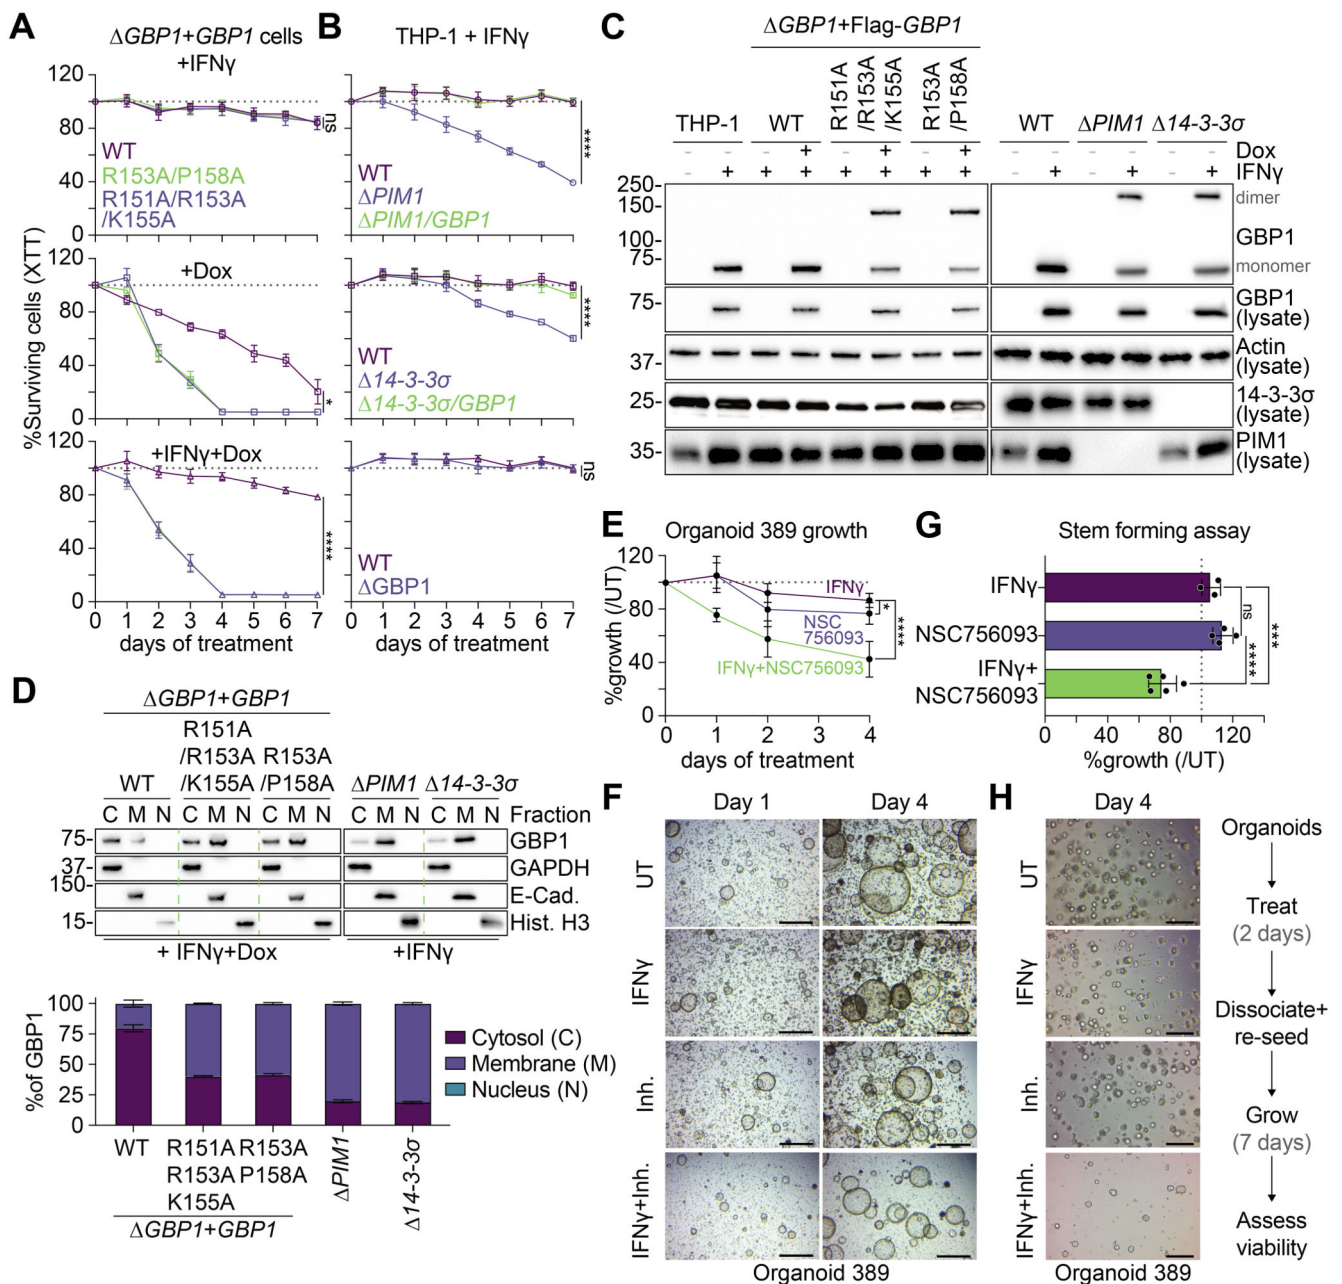 A
ΔGBP1+GBP1 cells
+IFNγ
120
80
40
0
ns
WT
R153A/P158A
R151A/R153A
/K155A
%Surviving cells (XTT)
120
80
40
0
+Dox
*
120
80
40
0
+IFNγ+Dox
****
0 1 2 3 4 5 6 7
days of treatment
B
THP-1 + IFNγ
****
WT
ΔPIM1
ΔPIM1/GBP1
****
WT
Δ14-3-3σ
Δ14-3-3σ/GBP1
ns
WT
ΔGBP1
0 1 2 3 4 5 6 7
days of treatment
C
ΔGBP1+Flag-GBP1
THP-1
WT
R151A
/R153A
/K155A
R153A
/P158A
WT
ΔPIM1
Δ14-3-3σ
+ + + Dox
- + + + + + + + - + - + - + IFNγ
250-
150-
100-
75-
dimer
GBP1
monomer
75-
GBP1
(lysate)
37-
Actin
(lysate)
25-
14-3-3σ
(lysate)
35-
PIM1
(lysate)
D
ΔGBP1+GBP1
WT
R151A
/R153A
/K155A
R153A
/P158A
ΔPIM1
Δ14-3-3σ
C M N C M N C M N C M N C M N Fraction
75- GBP1
37- GAPDH
150- E-Cad.
15- Hist. H3
+ IFNγ+Dox
+IFNγ
%of GBP1
100
75
50
25
0
Cytosol (C)
Membrane (M)
Nucleus (N)
WT
R151A
R153A
K155A
R153A
P158A
ΔPIM1
Δ14-3-3σ
ΔGBP1+GBP1
E
Organoid 389 growth
%growth (/UT)
120
80
40
0
IFNγ
NSC
756093
IFNγ+NSC756093
*
****
0 1 2 3 4
days of treatment
G
Stem forming assay
IFNγ
NSC756093
IFNγ+
NSC756093
ns
****
***
0 40 80 120
%growth (/UT)
F
Day 1
Day 4
UT
IFNγ
Inh.
IFNγ+Inh.
Organoid 389
H
Day 4
UT
IFNγ
Inh.
IFNγ+Inh.
Organoid 389
Organoids
Treat
(2 days)
Dissociate+
re-seed
Grow
(7 days)
Assess
viability